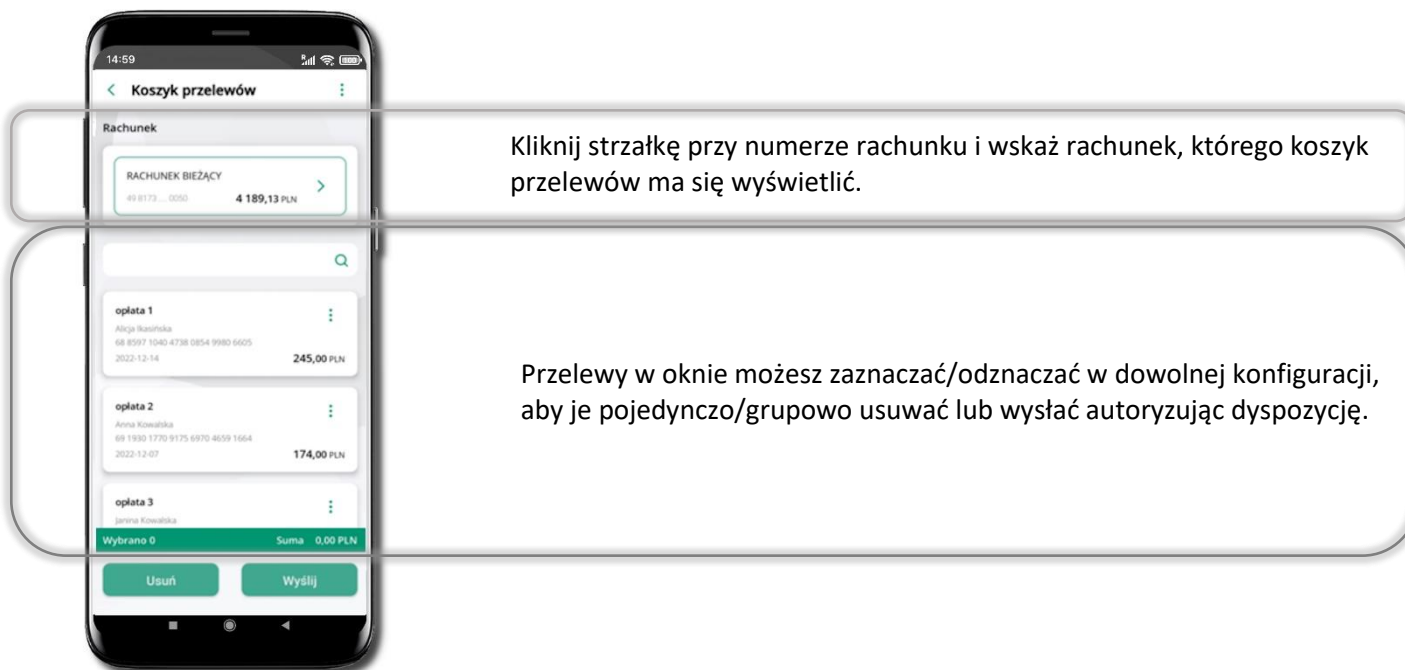 14:59
Koszyk przelewów
Rachunek
RACHUNEK BIEŻĄCY
49 8173 ... 0050 4 189,13 PLN
Kliknij strzałkę przy numerze rachunku i wskaż rachunek, którego koszyk
przelewów ma się wyświetlić.
opłata 1
Alicja Ikasińska
68 8597 1040 4738 0854 9980 6605
2022-12-14 245,00 PLN
opłata 2
Anna Kowalska
69 1930 1770 9175 6970 4659 1664
2022-12-07 174,00 PLN
opłata 3
Janina Kowalska
Wybrano 0 Suma 0,00 PLN
Usuń Wyślij
Przelewy w oknie możesz zaznaczać/odznaczać w dowolnej konfiguracji,
aby je pojedynczo/grupowo usuwać lub wysłać autoryzując dyspozycję.